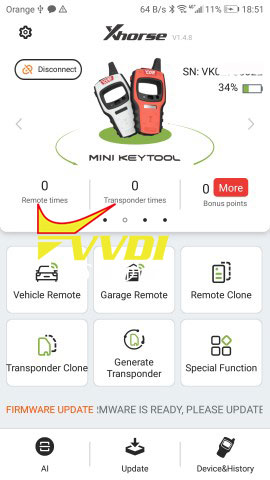 Orange
64 B/s
4G
11%
18:51
Xhorse
V1.4.8
Disconnect
SN: VKU
34%
MINI KEYTOOL
0
0
0
More
Remote times
Transponder times
Bonus points
VVDI
Vehicle Remote
Garage Remote
Remote Clone
Transponder Clone
Generate
Transponder
Special Function
FIRMWARE UPDATE
MWARE IS READY, PLEASE UPDATE
AI
Update
Device&History